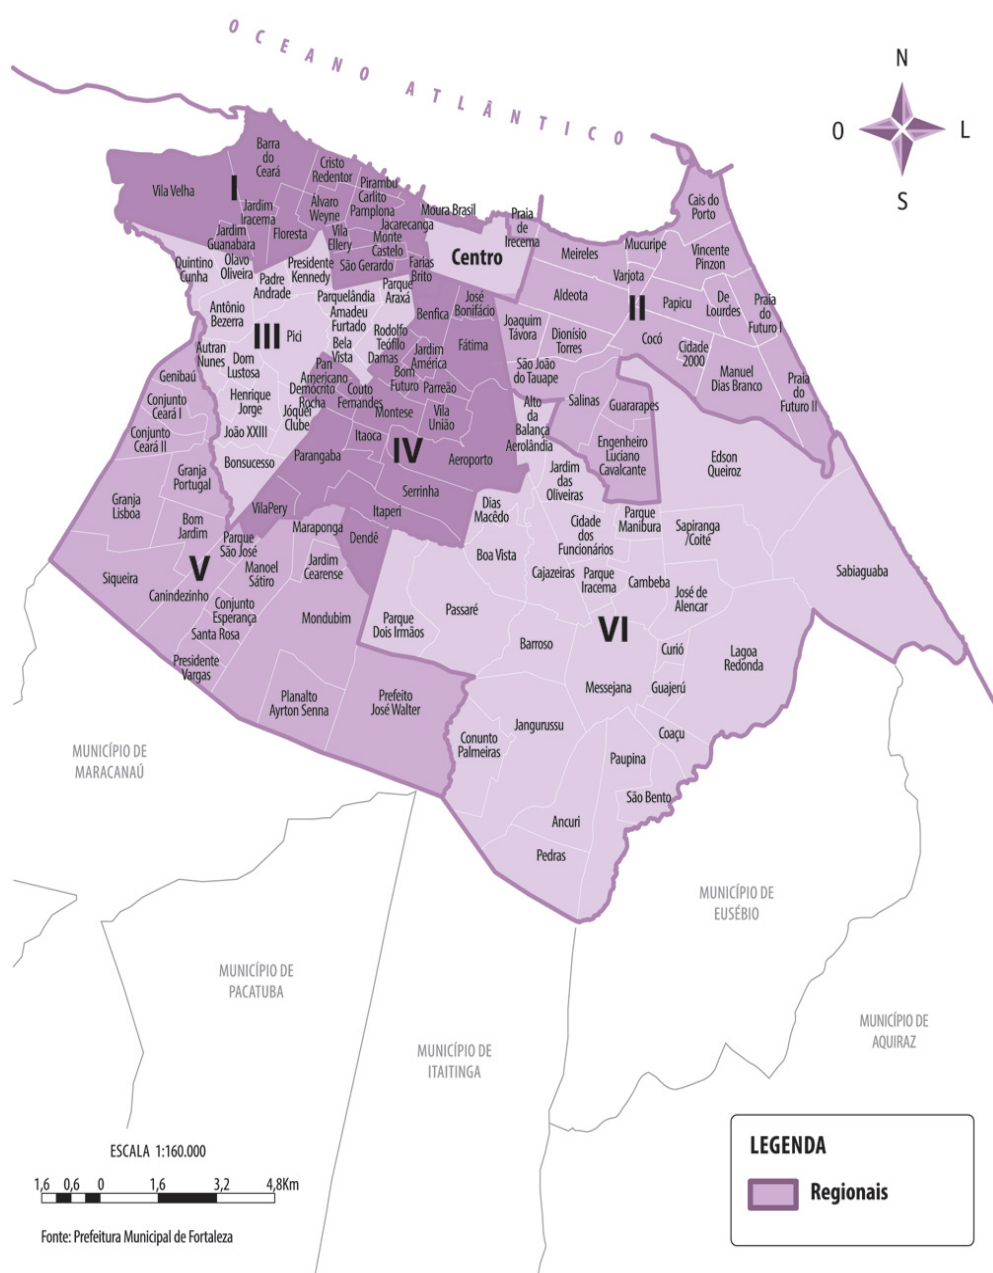 OCEANO ATLÂNTICO
N
O
L
S
Barra
do
Ceará
Vila Velha
I
Cristo
Redentor
Pirambu
Carlito
Pamplona
Jardim
Iracema
Álvaro
Weyne
Moura Brasil
Jacarecanga
Floresta
Vila
Ellery
Monte
Castelo
Jardim
Guanabara
São Gerardo
Farias
Brito
Centro
Praia
de
Irecema
Cais do
Porto
Meireles
Mucuripe
Vincente
Pinzon
Varjota
Aldeota
II
Papicu
De
Lourdes
Praia
do
Futuro I
Joaquim
Távora
Dionísio
Torres
Cocó
Cidade
2000
Manuel
Dias Branco
Praia
do
Futuro II
São João
do Tauape
Salinas
Guararapes
Engenheiro
Luciano
Cavalcante
Quintino
Cunha
Olavo
Oliveira
Padre
Andrade
Presidente
Kennedy
Parque
Araxá
Parquelândia
Amadeu
Furtado
Antônio
Bezerra
III
Pici
Bela
Vista
Rodolfo
Teófilo
Damas
Autran
Nunes
Dom
Lustosa
Pan
Americano
Henrique
Jorge
Democrito
Rocha
Jóquei
Clube
João XXIII
Bonsucesso
Benfica
José
Bonifácio
Fátima
Jardim
América
Bom
Futuro
Parreão
Couto
Fernandes
Montese
Vila
União
Itaoca
IV
Parangaba
Aeroporto
Serrinha
Itaperi
VilaPery
Dendê
Genibaú
Conjunto
Ceará I
Conjunto
Ceará II
Granja
Portugal
Granja
Lisboa
Bom
Jardim
Parque
São José
Maraponga
V
Manoel
Sátiro
Jardim
Cearense
Siqueira
Canindezinho
Conjunto
Esperança
Mondubim
Santa Rosa
Presidente
Vargas
Planalto
Ayrton Senna
Prefeito
José Walter
Alto
da
Balança
Aerolândia
Edson
Queiroz
Jardim
das
Oliveiras
Dias
Macêdo
Cidade
dos
Funcionários
Parque
Manibura
Sapiranga
/Coité
Boa Vista
Cajazeiras
Parque
Iracema
Cambeba
José de
Alencar
Sabiaguaba
Passaré
Parque
Dois Irmãos
VI
Barroso
Curió
Lagoa
Redonda
Messejana
Guajerú
Jangurussu
Coaçu
Conunto
Palmeiras
Paupina
São Bento
Ancuri
Pedras
MUNICÍPIO DE
MARACANAÚ
MUNICÍPIO DE
EUSÉBIO
MUNICÍPIO DE
PACATUBA
MUNICÍPIO DE
ITAITINGA
MUNICÍPIO DE
AQUIRAZ
ESCALA 1:160.000
1,6 0,6 0 1,6 3,2 4,8Km
Fonte: Prefeitura Municipal de Fortaleza
LEGENDA
Regionais